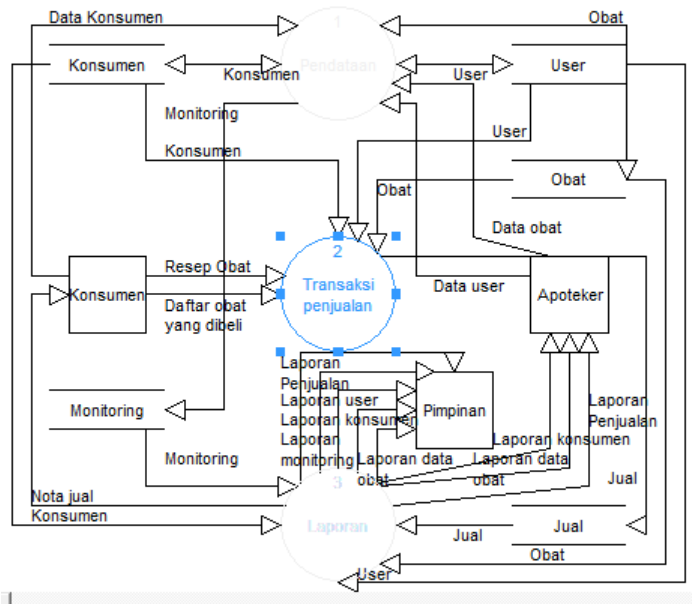 Data Konsumen
1
Obat
Konsumen
Konsumen
Pendataan
User
User
Monitoring
User
Konsumen
Obat
Obat
Data obat
2
Resep Obat
Transaksi
penjualan
Data user
Konsumen
Daftar obat
yang dibeli
Apoteker
Laporan
Penjualan
Laporan user
Laporan konsumen
Laporan
monitoring
Pimpinan
Laporan
Penjualan
Monitoring
Laporan konsumen
Monitoring
Laporan data
obat
Laporan data
obat
Jual
3
Nota jual
Konsumen
Laporan
Jual
Jual
Obat
User